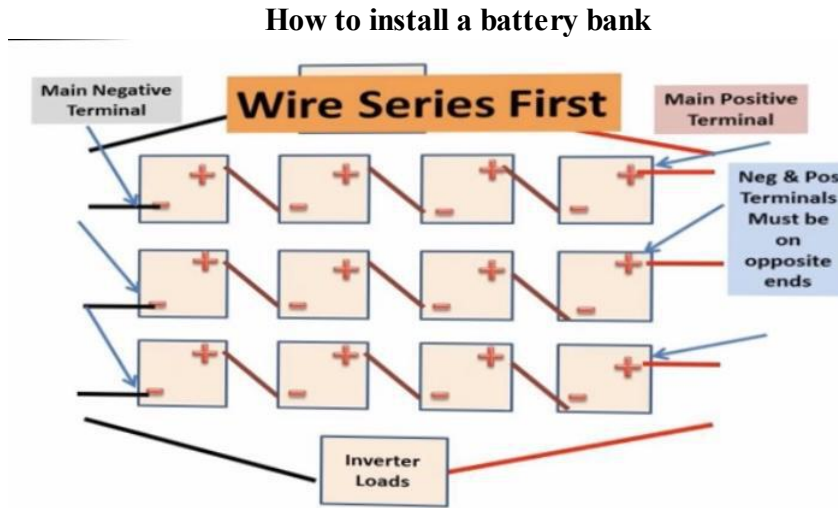 How to install a battery bank
Main Negative
Terminal
Wire Series First
Main Positive
Terminal
+ + + +
- - - -
Neg & Pos
Terminals
Must be
on
opposite
ends
+ + + +
- - - -
+ + + +
- - - -
Inverter
Loads